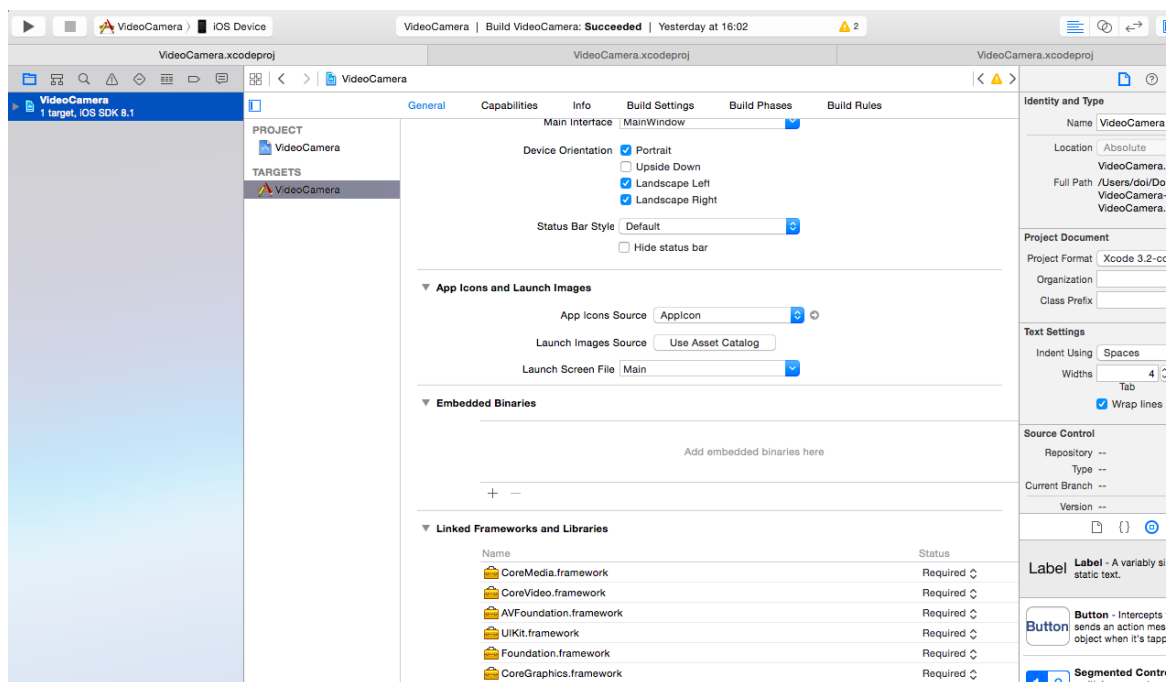 VideoCamera iOS Device
VideoCamera | Build VideoCamera: Succeeded | Yesterday at 16:02
2
VideoCamera.xcodeproj
VideoCamera.xcodeproj
VideoCamera.xcodeproj
VideoCamera
VideoCamera
1 target, iOS SDK 8.1
General Capabilities Info Build Settings Build Phases Build Rules
PROJECT
VideoCamera
TARGETS
VideoCamera
Main Interface MainWindow
Device Orientation Portrait
Upside Down
Landscape Left
Landscape Right
Status Bar Style Default
Hide status bar
App Icons and Launch Images
App Icons Source AppIcon
Launch Images Source Use Asset Catalog
Launch Screen File Main
Embedded Binaries
Add embedded binaries here
Linked Frameworks and Libraries
Name Status
CoreMedia.framework Required
CoreVideo.framework Required
AVFoundation.framework Required
UIKit.framework Required
Foundation.framework Required
CoreGraphics.framework Required
Identity and Type
Name VideoCamera
Location Absolute
VideoCamera.
Full Path /Users/doi/Do
VideoCamera-
VideoCamera.
Project Document
Project Format Xcode 3.2-co
Organization
Class Prefix
Text Settings
Indent Using Spaces
Widths 4
Tab
Wrap lines
Source Control
Repository --
Type --
Current Branch --
Version --
Label Label - A variably si
static text.
Button Button - Intercepts
sends an action mes
object when it's tapp
Segmented Contr